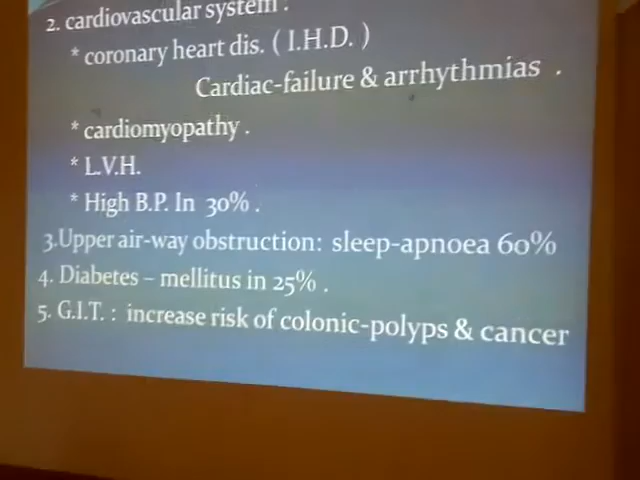 2. cardiovascular system .
* coronary heart dis. ( I.H.D. )
Cardiac-failure & arrhythmias .
* cardiomyopathy .
* L.V.H.
* High B.P. In 30% .
3.Upper air-way obstruction: sleep-apnoea 60%
4. Diabetes – mellitus in 25% .
5. G.I.T. : increase risk of colonic-polyps & cancer